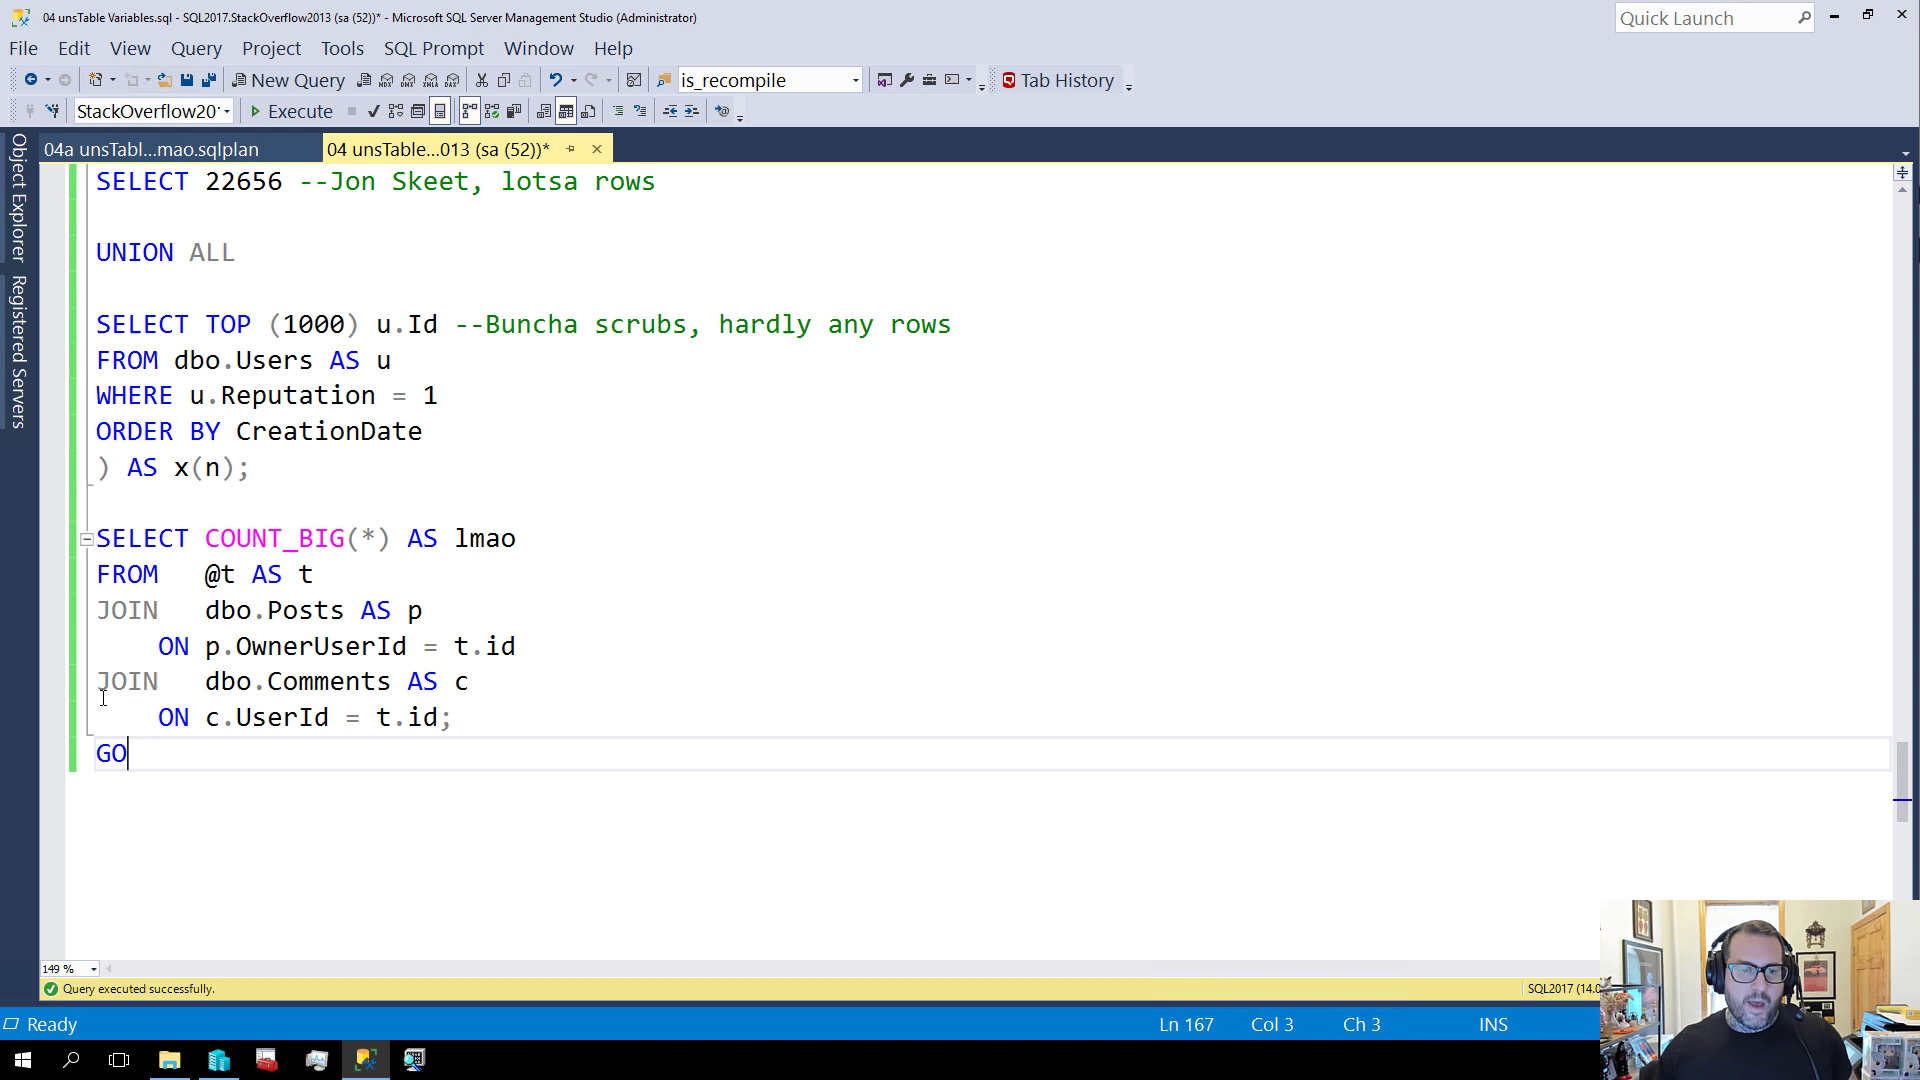 04 unsTable Variables.sql - SQL2017.StackOverflow2013 (sa (52))* - Microsoft SQL Server Management Studio (Administrator)
Quick Launch
File Edit View Query Project Tools SQL Prompt Window Help
New Query is_recompile Tab History
StackOverflow20 Execute
04a unsTabl...mao.sqlplan 04 unsTable...013 (sa (52))*
Object Explorer
Registered Servers
SELECT 22656 --Jon Skeet, lotsa rows
UNION ALL
SELECT TOP (1000) u.Id --Buncha scrubs, hardly any rows
FROM dbo.Users AS u
WHERE u.Reputation = 1
ORDER BY CreationDate
) AS x(n);
SELECT COUNT_BIG(*) AS lmao
FROM @t AS t
JOIN dbo.Posts AS p
ON p.OwnerUserId = t.id
JOIN dbo.Comments AS c
ON c.UserId = t.id;
GO
149 %
Query executed successfully. SQL2017 (14.0
Ready Ln 167 Col 3 Ch 3 INS